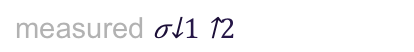 measured σ↓1 ↑2